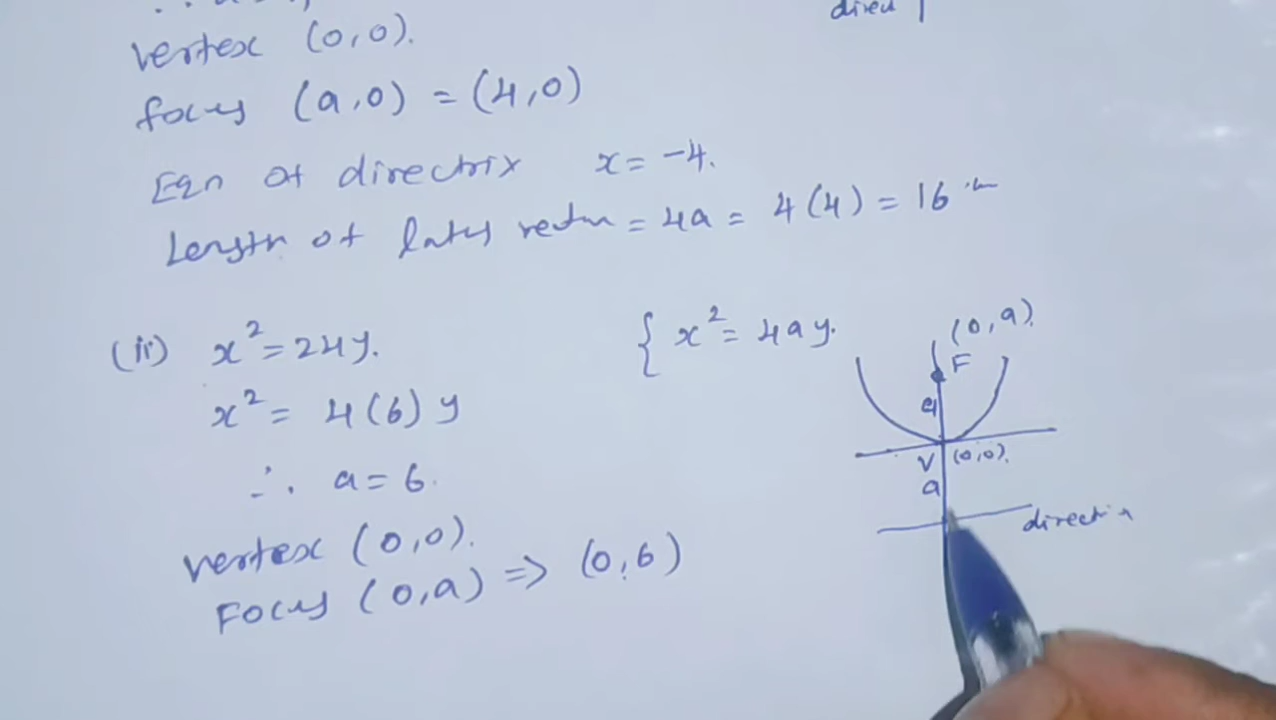 vertex (0,0).
focus (a,0) = (4,0)
Eqn of directrix x = -4.
Length of latus rectum = 4a = 4(4) = 16
(ii) x² = 24y. { x² = 4ay.
x² = 4(6) y
∴ a = 6.
vertex (0,0).
Focus (0,a) => (0,6)
(0,a).
F
a
V (0,0).
a